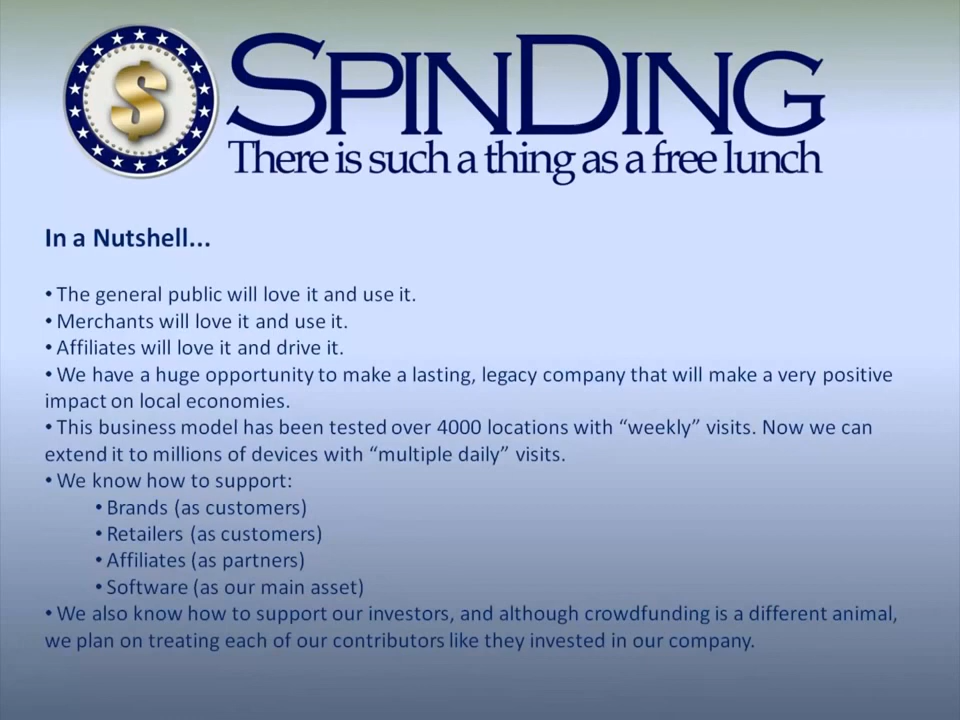 $
SPINDING
There is such a thing as a free lunch
In a Nutshell...
• The general public will love it and use it.
• Merchants will love it and use it.
• Affiliates will love it and drive it.
• We have a huge opportunity to make a lasting, legacy company that will make a very positive
impact on local economies.
• This business model has been tested over 4000 locations with “weekly” visits. Now we can
extend it to millions of devices with “multiple daily” visits.
• We know how to support:
• Brands (as customers)
• Retailers (as customers)
• Affiliates (as partners)
• Software (as our main asset)
• We also know how to support our investors, and although crowdfunding is a different animal,
we plan on treating each of our contributors like they invested in our company.